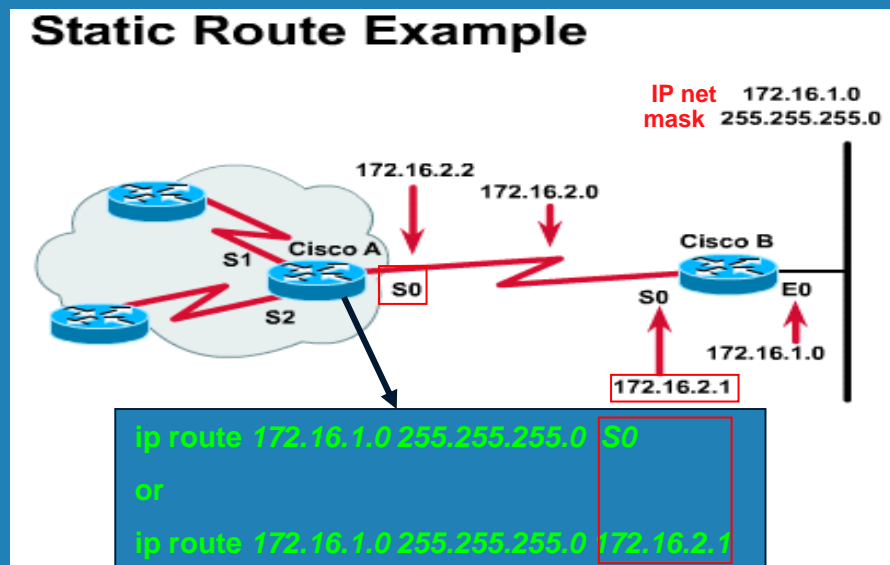 Static Route Example
IP net 172.16.1.0
mask 255.255.255.0
172.16.2.2
172.16.2.0
Cisco A
Cisco B
S1
S0
S2
S0
E0
172.16.1.0
172.16.2.1
ip route 172.16.1.0 255.255.255.0 S0
or
ip route 172.16.1.0 255.255.255.0 172.16.2.1